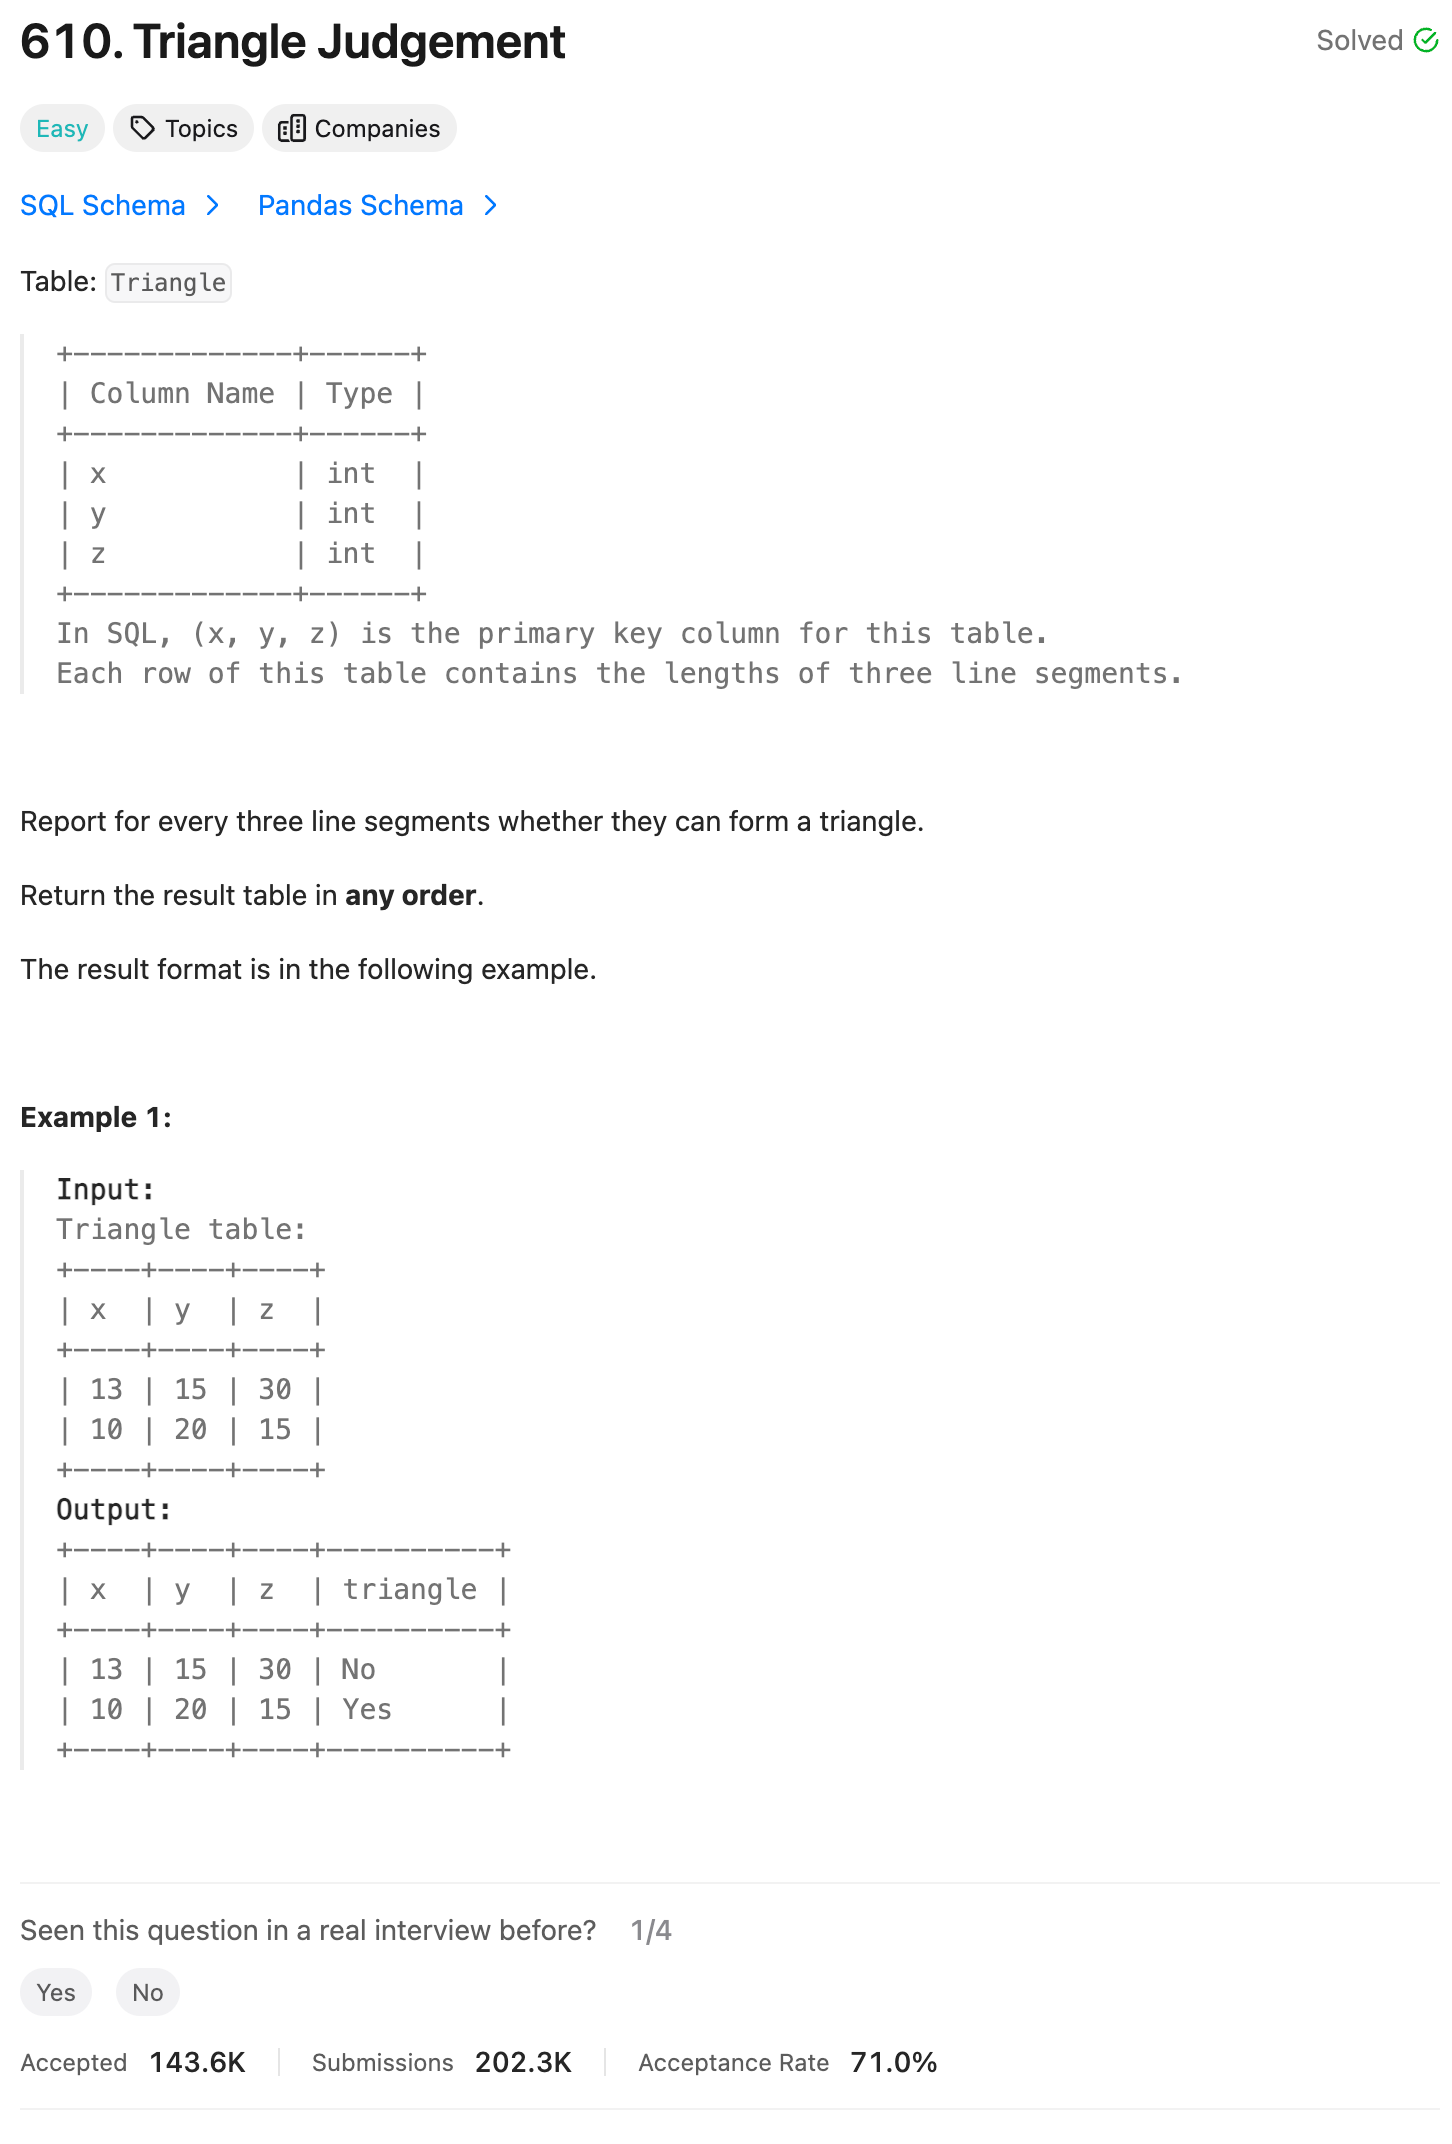 610. Triangle Judgement
Solved
Easy
Topics
Companies
SQL Schema
Pandas Schema
Table: Triangle
+-------------+------+
| Column Name | Type |
+-------------+------+
| x           | int  |
| y           | int  |
| z           | int  |
+-------------+------+
In SQL, (x, y, z) is the primary key column for this table.
Each row of this table contains the lengths of three line segments.
Report for every three line segments whether they can form a triangle.
Return the result table in any order.
The result format is in the following example.
Example 1:
Input:
Triangle table:
+----+----+----+
| x  | y  | z  |
+----+----+----+
| 13 | 15 | 30 |
| 10 | 20 | 15 |
+----+----+----+
Output:
+----+----+----+----------+
| x  | y  | z  | triangle |
+----+----+----+----------+
| 13 | 15 | 30 | No       |
| 10 | 20 | 15 | Yes      |
+----+----+----+----------+
Seen this question in a real interview before? 1/4
Yes No
Accepted 143.6K Submissions 202.3K Acceptance Rate 71.0%